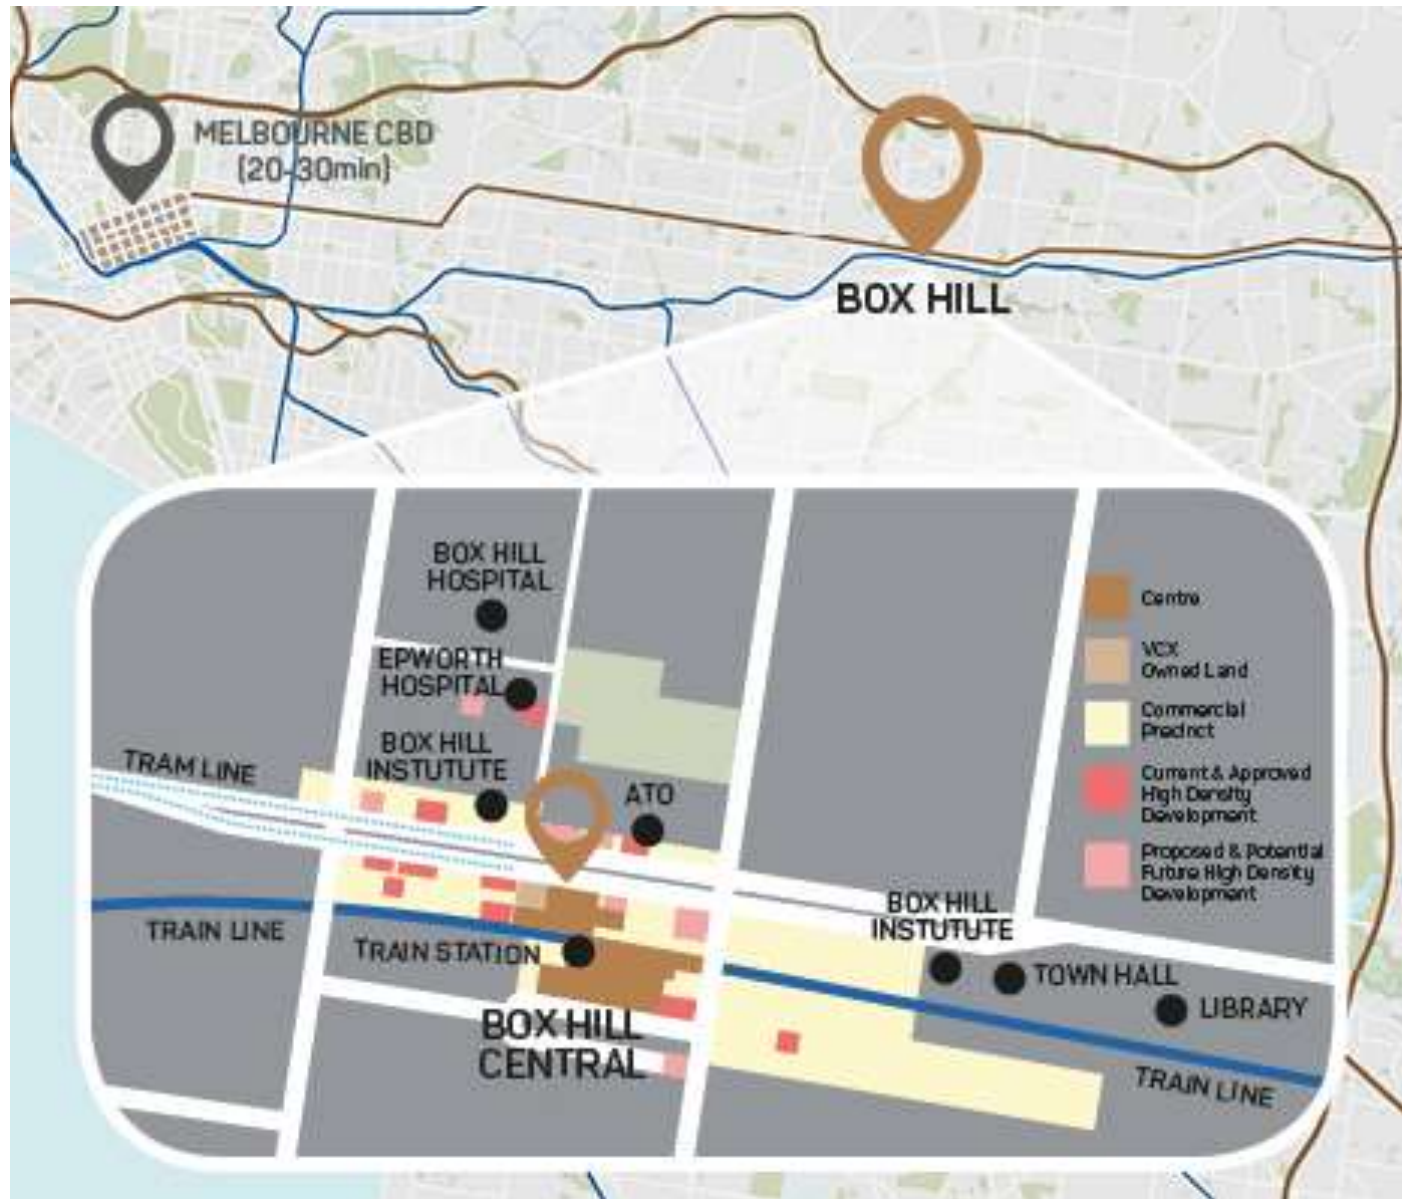 MELBOURNE CBD
(20-30min)
BOX HILL
BOX HILL
HOSPITAL
EPWORTH
HOSPITAL
BOX HILL
INSTUTUTE
TRAM LINE
ATO
TRAIN LINE
TRAIN STATION
BOX HILL
CENTRAL
BOX HILL
INSTUTUTE
TOWN HALL
LIBRARY
TRAIN LINE
Centre
VCX
Owned Land
Commercial
Precinct
Current & Approved
High Density
Development
Proposed & Potential
Future High Density
Development